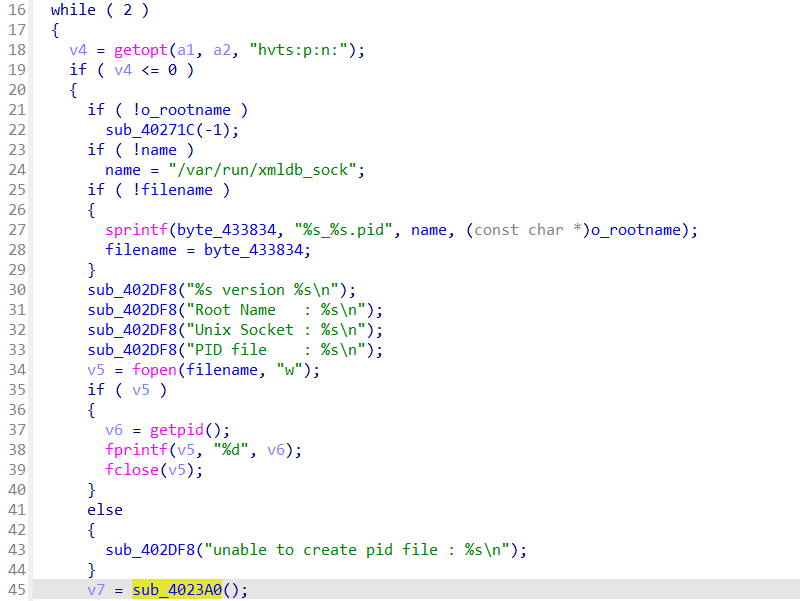 16 while ( 2 )
17 {
18 v4 = getopt(a1, a2, "hvts:p:n:");
19 if ( v4 <= 0 )
20 {
21 if ( !o_rootname )
22 sub_40271C(-1);
23 if ( !name )
24 name = "/var/run/xmldb_sock";
25 if ( !filename )
26 {
27 sprintf(byte_433834, "%s_%s.pid", name, (const char *)o_rootname);
28 filename = byte_433834;
29 }
30 sub_402DF8("%s version %s\n");
31 sub_402DF8("Root Name   : %s\n");
32 sub_402DF8("Unix Socket : %s\n");
33 sub_402DF8("PID file    : %s\n");
34 v5 = fopen(filename, "w");
35 if ( v5 )
36 {
37 v6 = getpid();
38 fprintf(v5, "%d", v6);
39 fclose(v5);
40 }
41 else
42 {
43 sub_402DF8("unable to create pid file : %s\n");
44 }
45 v7 = sub_4023A0();